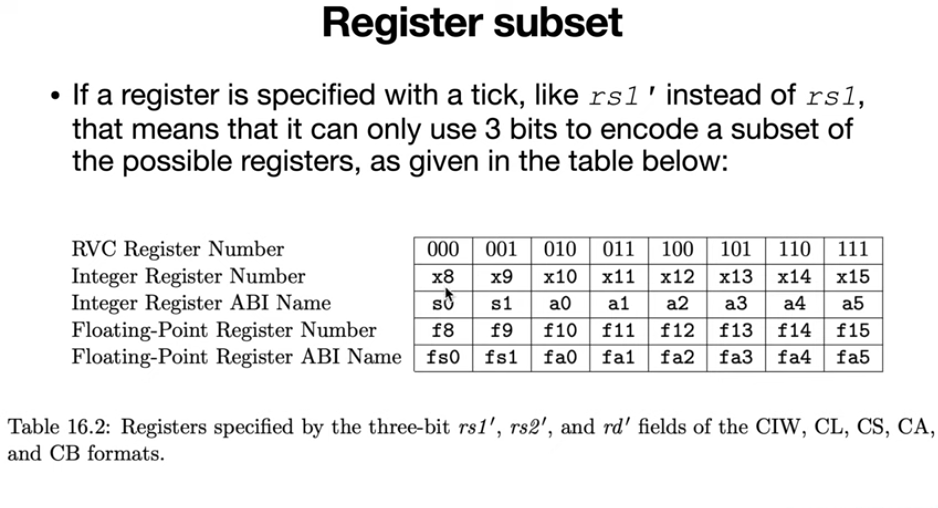 Register subset
• If a register is specified with a tick, like rs1′ instead of rs1,
that means that it can only use 3 bits to encode a subset of
the possible registers, as given in the table below:
RVC Register Number 000 001 010 011 100 101 110 111
Integer Register Number x8 x9 x10 x11 x12 x13 x14 x15
Integer Register ABI Name s0 s1 a0 a1 a2 a3 a4 a5
Floating-Point Register Number f8 f9 f10 f11 f12 f13 f14 f15
Floating-Point Register ABI Name fs0 fs1 fa0 fa1 fa2 fa3 fa4 fa5
Table 16.2: Registers specified by the three-bit rs1′, rs2′, and rd′ fields of the CIW, CL, CS, CA,
and CB formats.